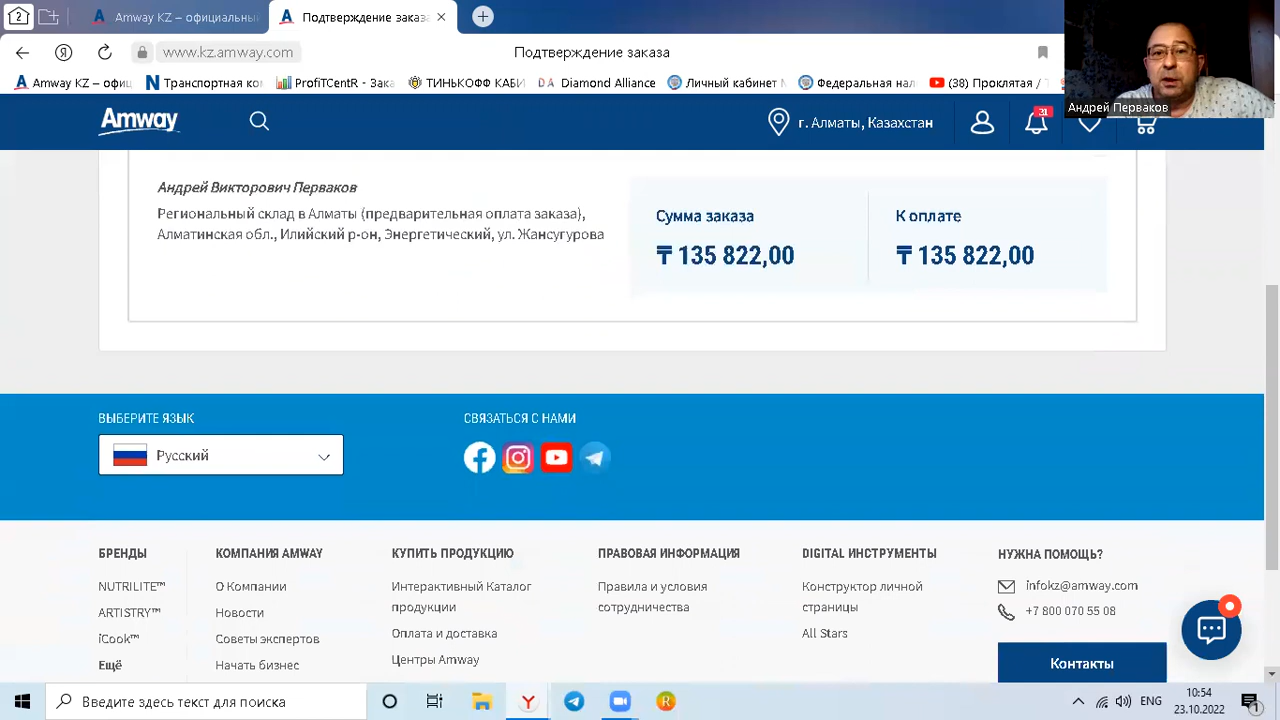 2
Amway KZ – официальны
Подтверждение заказа
www.kz.amway.com
Подтверждение заказа
Amway KZ – офиц
Транспортная ко
ProfiTCentR - Зака
ТИНЬКОФФ КАБИ
Diamond Alliance
Личный кабинет
Федеральная нал
(38) Проклятая / Т
Андрей Перваков
Amway
г. Алматы, Казахстан
31
Андрей Викторович Перваков
Региональный склад в Алматы (предварительная оплата заказа),
Алматинская обл., Илийский р-он, Энергетический, ул. Жансугурова
Сумма заказа
₸ 135 822,00
К оплате
₸ 135 822,00
ВЫБЕРИТЕ ЯЗЫК
Русский
СВЯЗАТЬСЯ С НАМИ
БРЕНДЫ
NUTRILITE™
ARTISTRY™
iCook™
Ещё
КОМПАНИЯ AMWAY
О Компании
Новости
Советы экспертов
Начать бизнес
КУПИТЬ ПРОДУКЦИЮ
Интерактивный Каталог
продукции
Оплата и доставка
Центры Amway
ПРАВОВАЯ ИНФОРМАЦИЯ
Правила и условия
сотрудничества
DIGITAL ИНСТРУМЕНТЫ
Конструктор личной
страницы
All Stars
НУЖНА ПОМОЩЬ?
infokz@amway.com
+7 800 070 55 08
Контакты
Введите здесь текст для поиска
ENG
10:54
23.10.2022
1